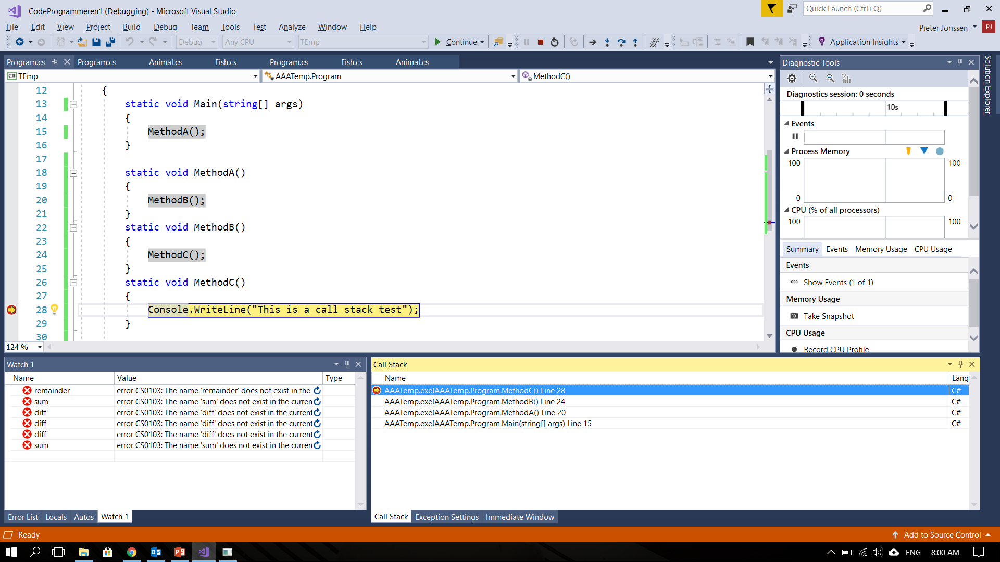 CodeProgrammeren1 (Debugging) - Microsoft Visual Studio
Quick Launch (Ctrl+Q)
File Edit View Project Build Debug Team Tools Test Analyze Window Help
Pieter Jorissen PJ
Debug Any CPU TEmp Continue Application Insights
Program.cs Program.cs Animal.cs Fish.cs Program.cs Fish.cs Animal.cs
C# TEmp AAATemp.Program MethodC()
12 {
13 static void Main(string[] args)
14 {
15 MethodA();
16 }
17
18 static void MethodA()
19 {
20 MethodB();
21 }
22 static void MethodB()
23 {
24 MethodC();
25 }
26 static void MethodC()
27 {
28 Console.WriteLine("This is a call stack test");
29 }
30
124 %
Diagnostic Tools
Diagnostics session: 0 seconds
10s
Events
Process Memory
100 100
0 0
CPU (% of all processors)
100 100
Summary Events Memory Usage CPU Usage
Events
Show Events (1 of 1)
Memory Usage
Take Snapshot
CPU Usage
Record CPU Profile
Solution Explorer
Watch 1
Name Value Type
remainder error CS0103: The name 'remainder' does not exist in the
sum error CS0103: The name 'sum' does not exist in the curren
diff error CS0103: The name 'diff' does not exist in the current
diff error CS0103: The name 'diff' does not exist in the current
diff error CS0103: The name 'diff' does not exist in the current
sum error CS0103: The name 'sum' does not exist in the curren
Error List Locals Autos Watch 1
Call Stack
Name Lang
AAATemp.exe!AAATemp.Program.MethodC() Line 28 C#
AAATemp.exe!AAATemp.Program.MethodB() Line 24 C#
AAATemp.exe!AAATemp.Program.MethodA() Line 20 C#
AAATemp.exe!AAATemp.Program.Main(string[] args) Line 15 C#
Call Stack Exception Settings Immediate Window
Ready Add to Source Control
ENG 8:00 AM